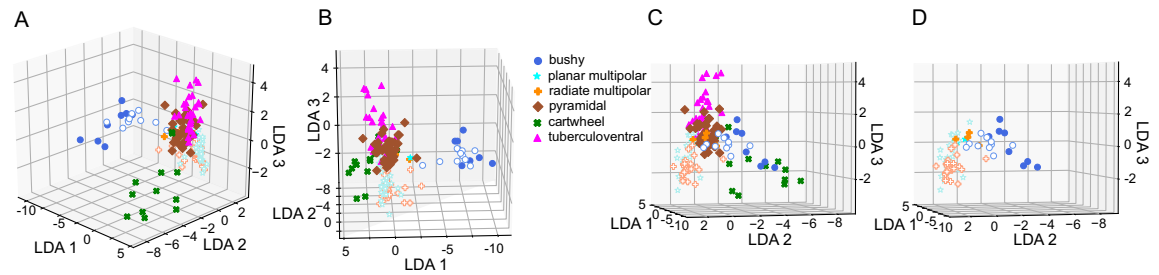 A
B
C
D
4
2
0
−2
LDA 3
−10
−5
0
5
LDA 1
−8
−6
−4
−2
0
2
LDA 2
4
2
0
−2
−8
−4
0
LDA 3
LDA 2
5
0
-5
-10
LDA 1
bushy
planar multipolar
radiate multipolar
pyramidal
cartwheel
tuberculoventral
4
2
0
−2
LDA 3
5
0
-5
-10
LDA 1
2
0
−2
−4
−6
−8
LDA 2
4
2
0
−2
LDA 3
5
0
-5
-10
LDA 1
2
0
−2
−4
−6
−8
LDA 2